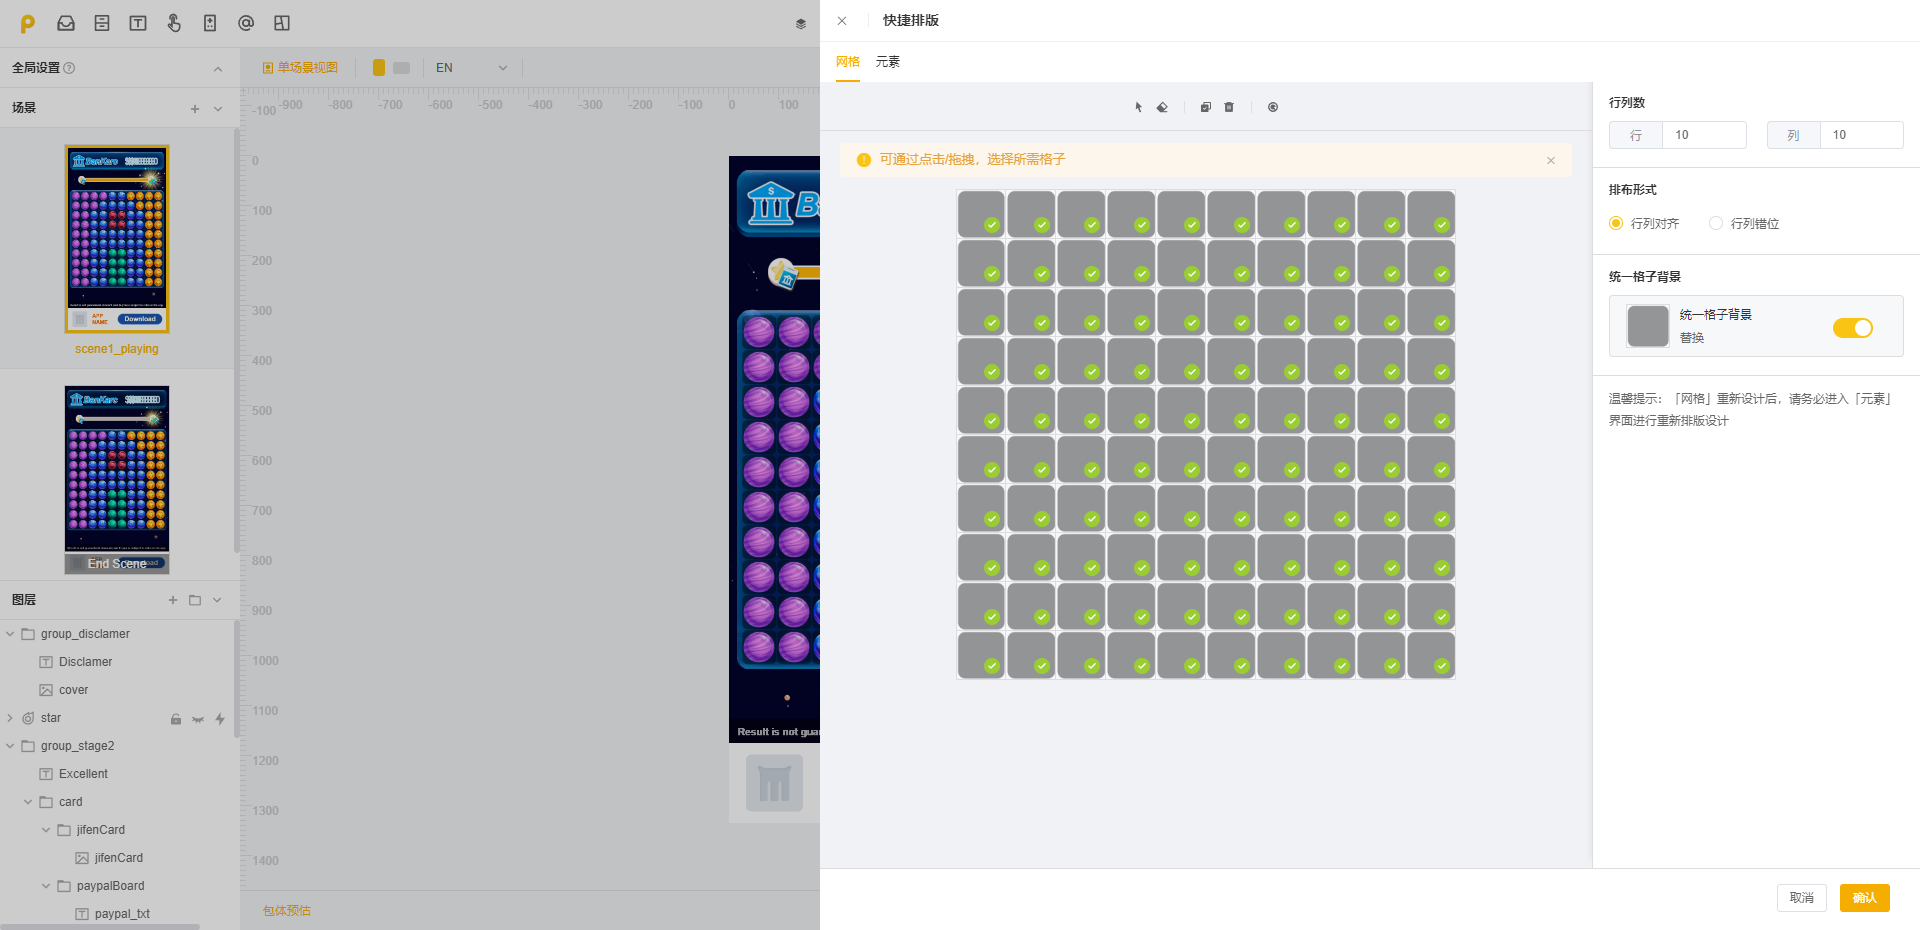 快捷排版
全局设置
单场景视图
EN
网格
元素
场景
-100
-900
-800
-700
-600
-500
-400
-300
-200
-100
0
100
行列数
行
10
列
10
可通过点击/拖拽，选择所需格子
排布形式
行列对齐
行列错位
统一格子背景
统一格子背景
替换
温馨提示：「网格」重新设计后，请务必进入「元素」
界面进行重新排版设计
0
100
200
300
400
500
600
700
800
900
1000
1100
1200
1300
1400
APP
NAME
Download
scene1_playing
End Scene
Result is not gua
图层
group_disclamer
Disclamer
cover
star
group_stage2
Excellent
card
jifenCard
jifenCard
paypalBoard
paypal_txt
包体预估
取消
确认